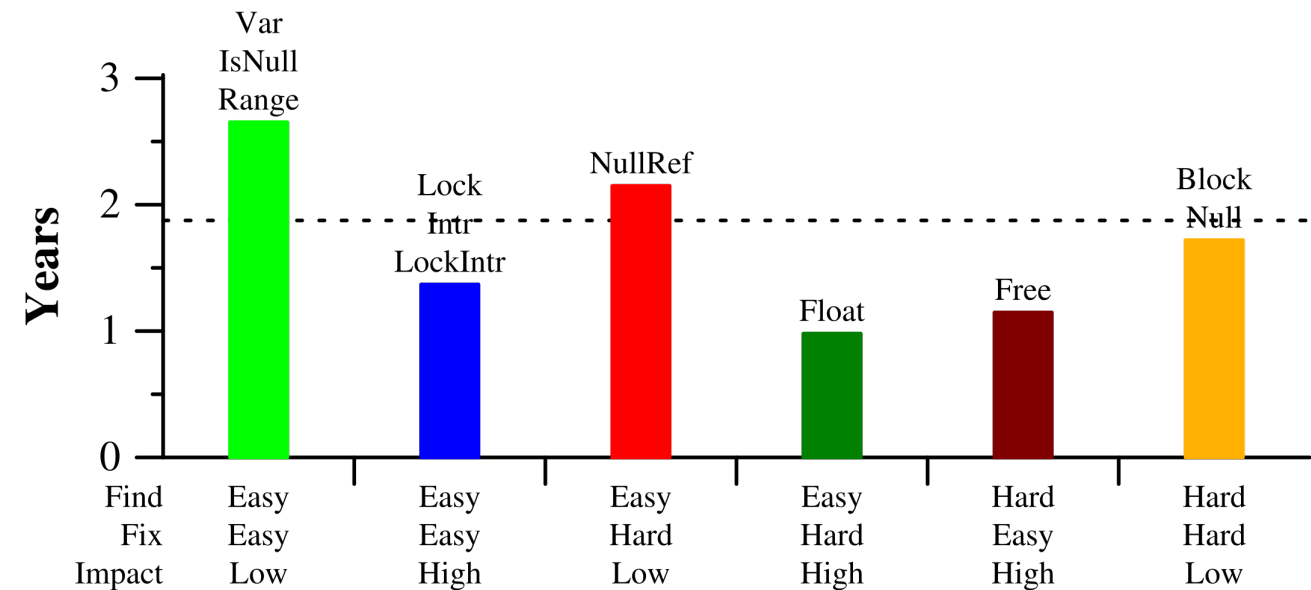 Var
IsNull
Range
3
NullRef
Block
Lock
2
Null
Intr
LockIntr
Years
Free
Float
1
0
Find Easy Easy Easy Easy Hard Hard
Fix Easy Easy Hard Hard Easy Hard
Impact Low High Low High High Low